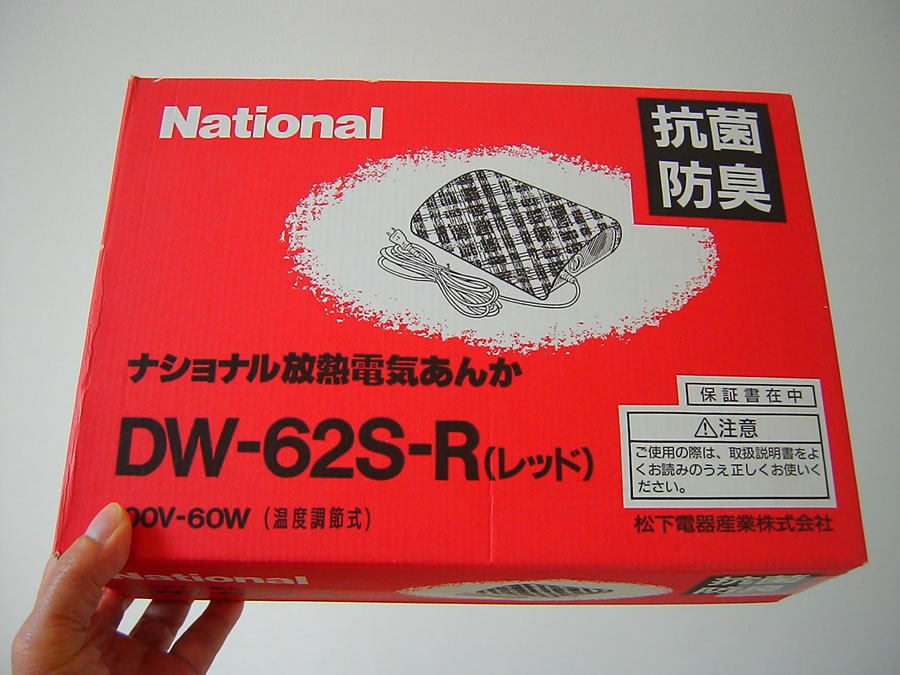 National
抗菌
防臭
ナショナル放熱電気あんか
DW-62S-R(レッド)
00V-60W (温度調節式)
保証書在中
⚠注意
ご使用の際は、取扱説明書をよ
くお読みのうえ正しくお使いく
ださい。
松下電器産業株式会社
National
抗菌
防臭